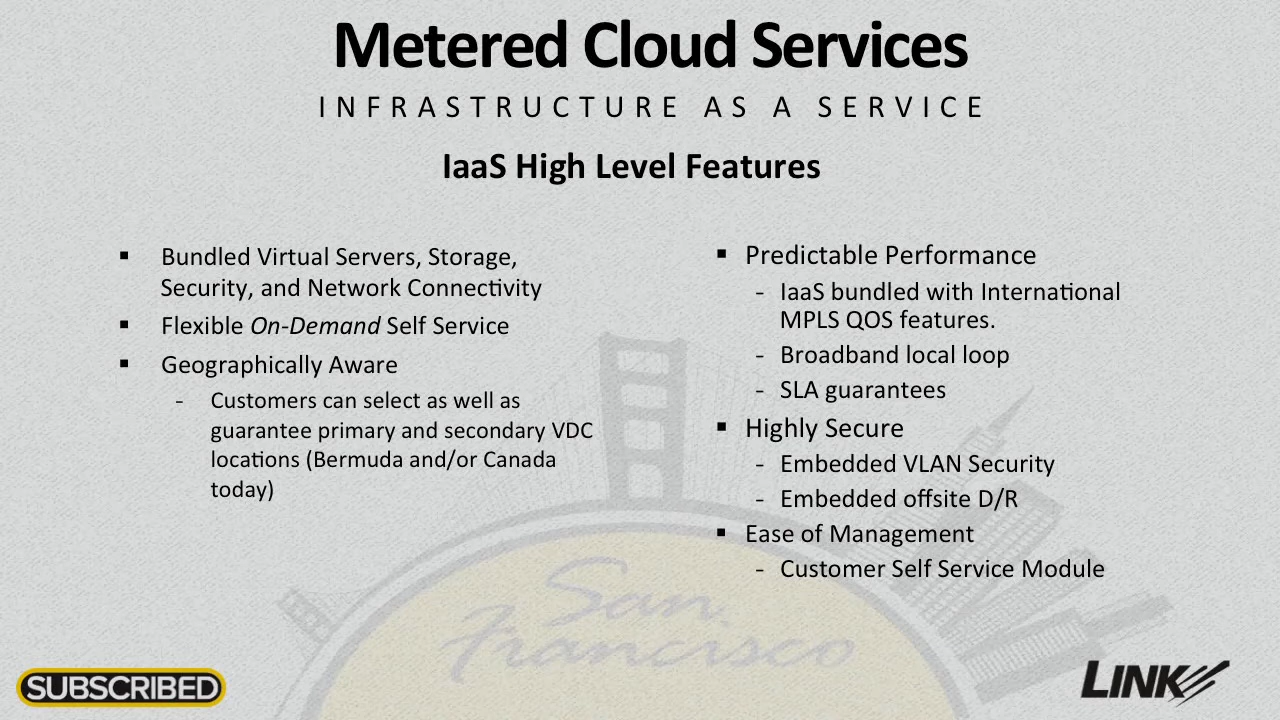 Metered Cloud Services
INFRASTRUCTURE AS A SERVICE
IaaS High Level Features
▪ Bundled Virtual Servers, Storage,
Security, and Network Connectivity
▪ Flexible On-Demand Self Service
▪ Geographically Aware
- Customers can select as well as
guarantee primary and secondary VDC
locations (Bermuda and/or Canada
today)
▪ Predictable Performance
- IaaS bundled with International
MPLS QOS features.
- Broadband local loop
- SLA guarantees
▪ Highly Secure
- Embedded VLAN Security
- Embedded offsite D/R
▪ Ease of Management
- Customer Self Service Module
San
Francisco
SUBSCRIBED
LINK